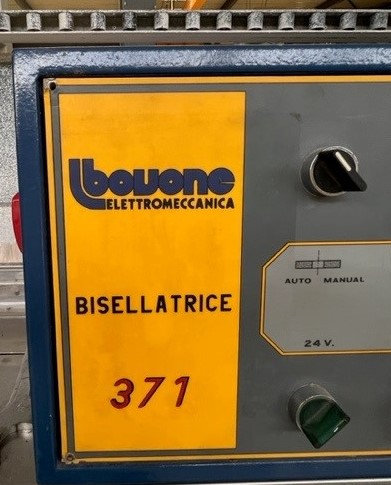 bovone
ELETTROMECCANICA
BISELLATRICE
371
AUTO MANUAL
24 V.